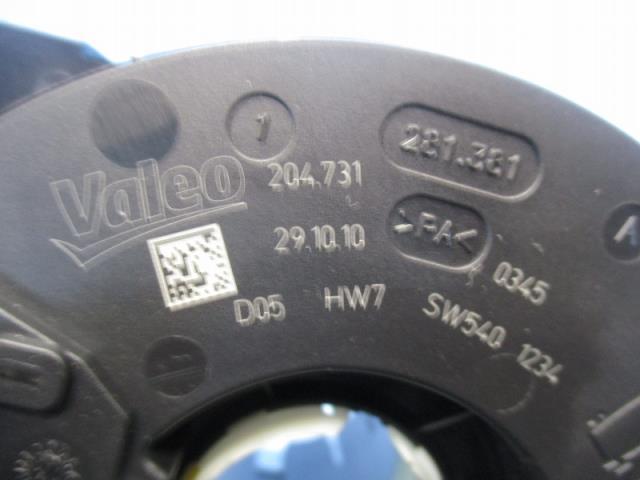 1
281.381
Valeo
204.731
29.10.10
>PA<
A
0345
D05 HW7 SW540 1234
B